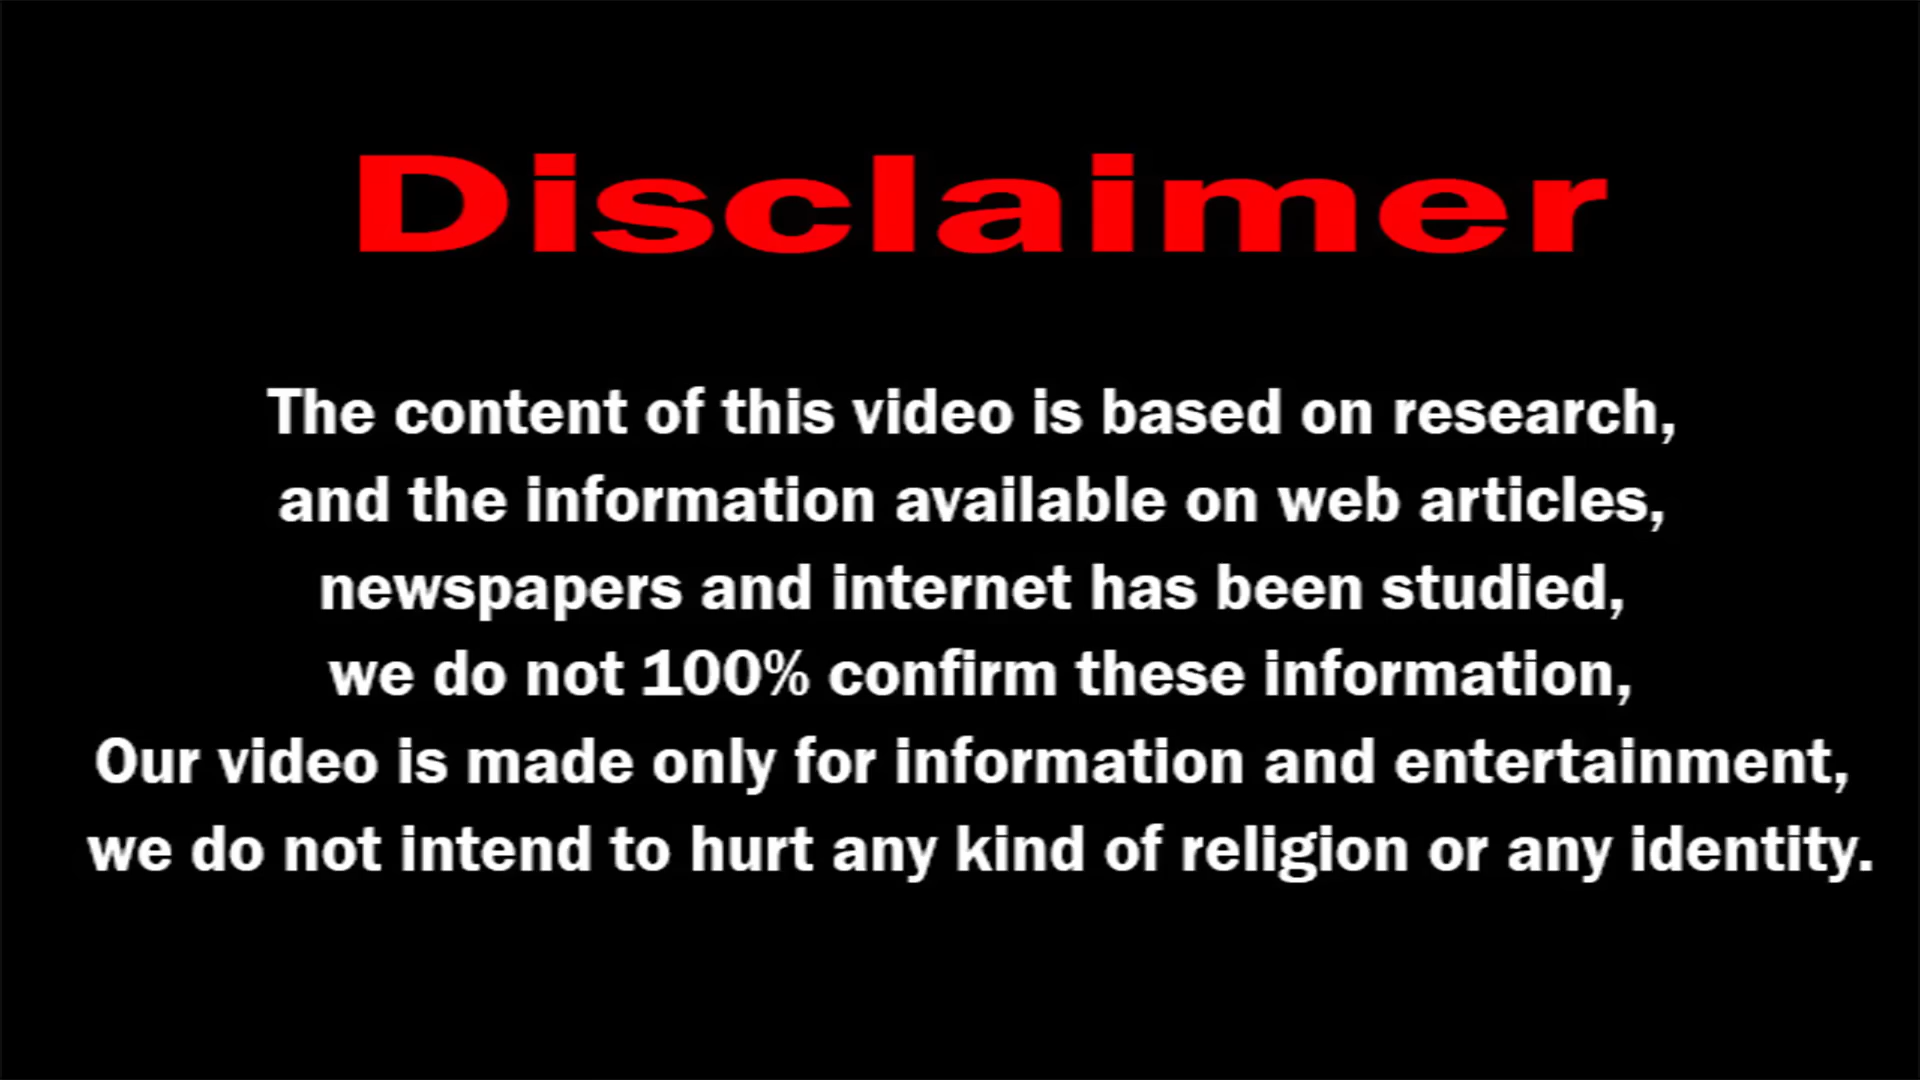 Disclaimer
The content of this video is based on research,
and the information available on web articles,
newspapers and internet has been studied,
we do not 100% confirm these information,
Our video is made only for information and entertainment,
we do not intend to hurt any kind of religion or any identity.